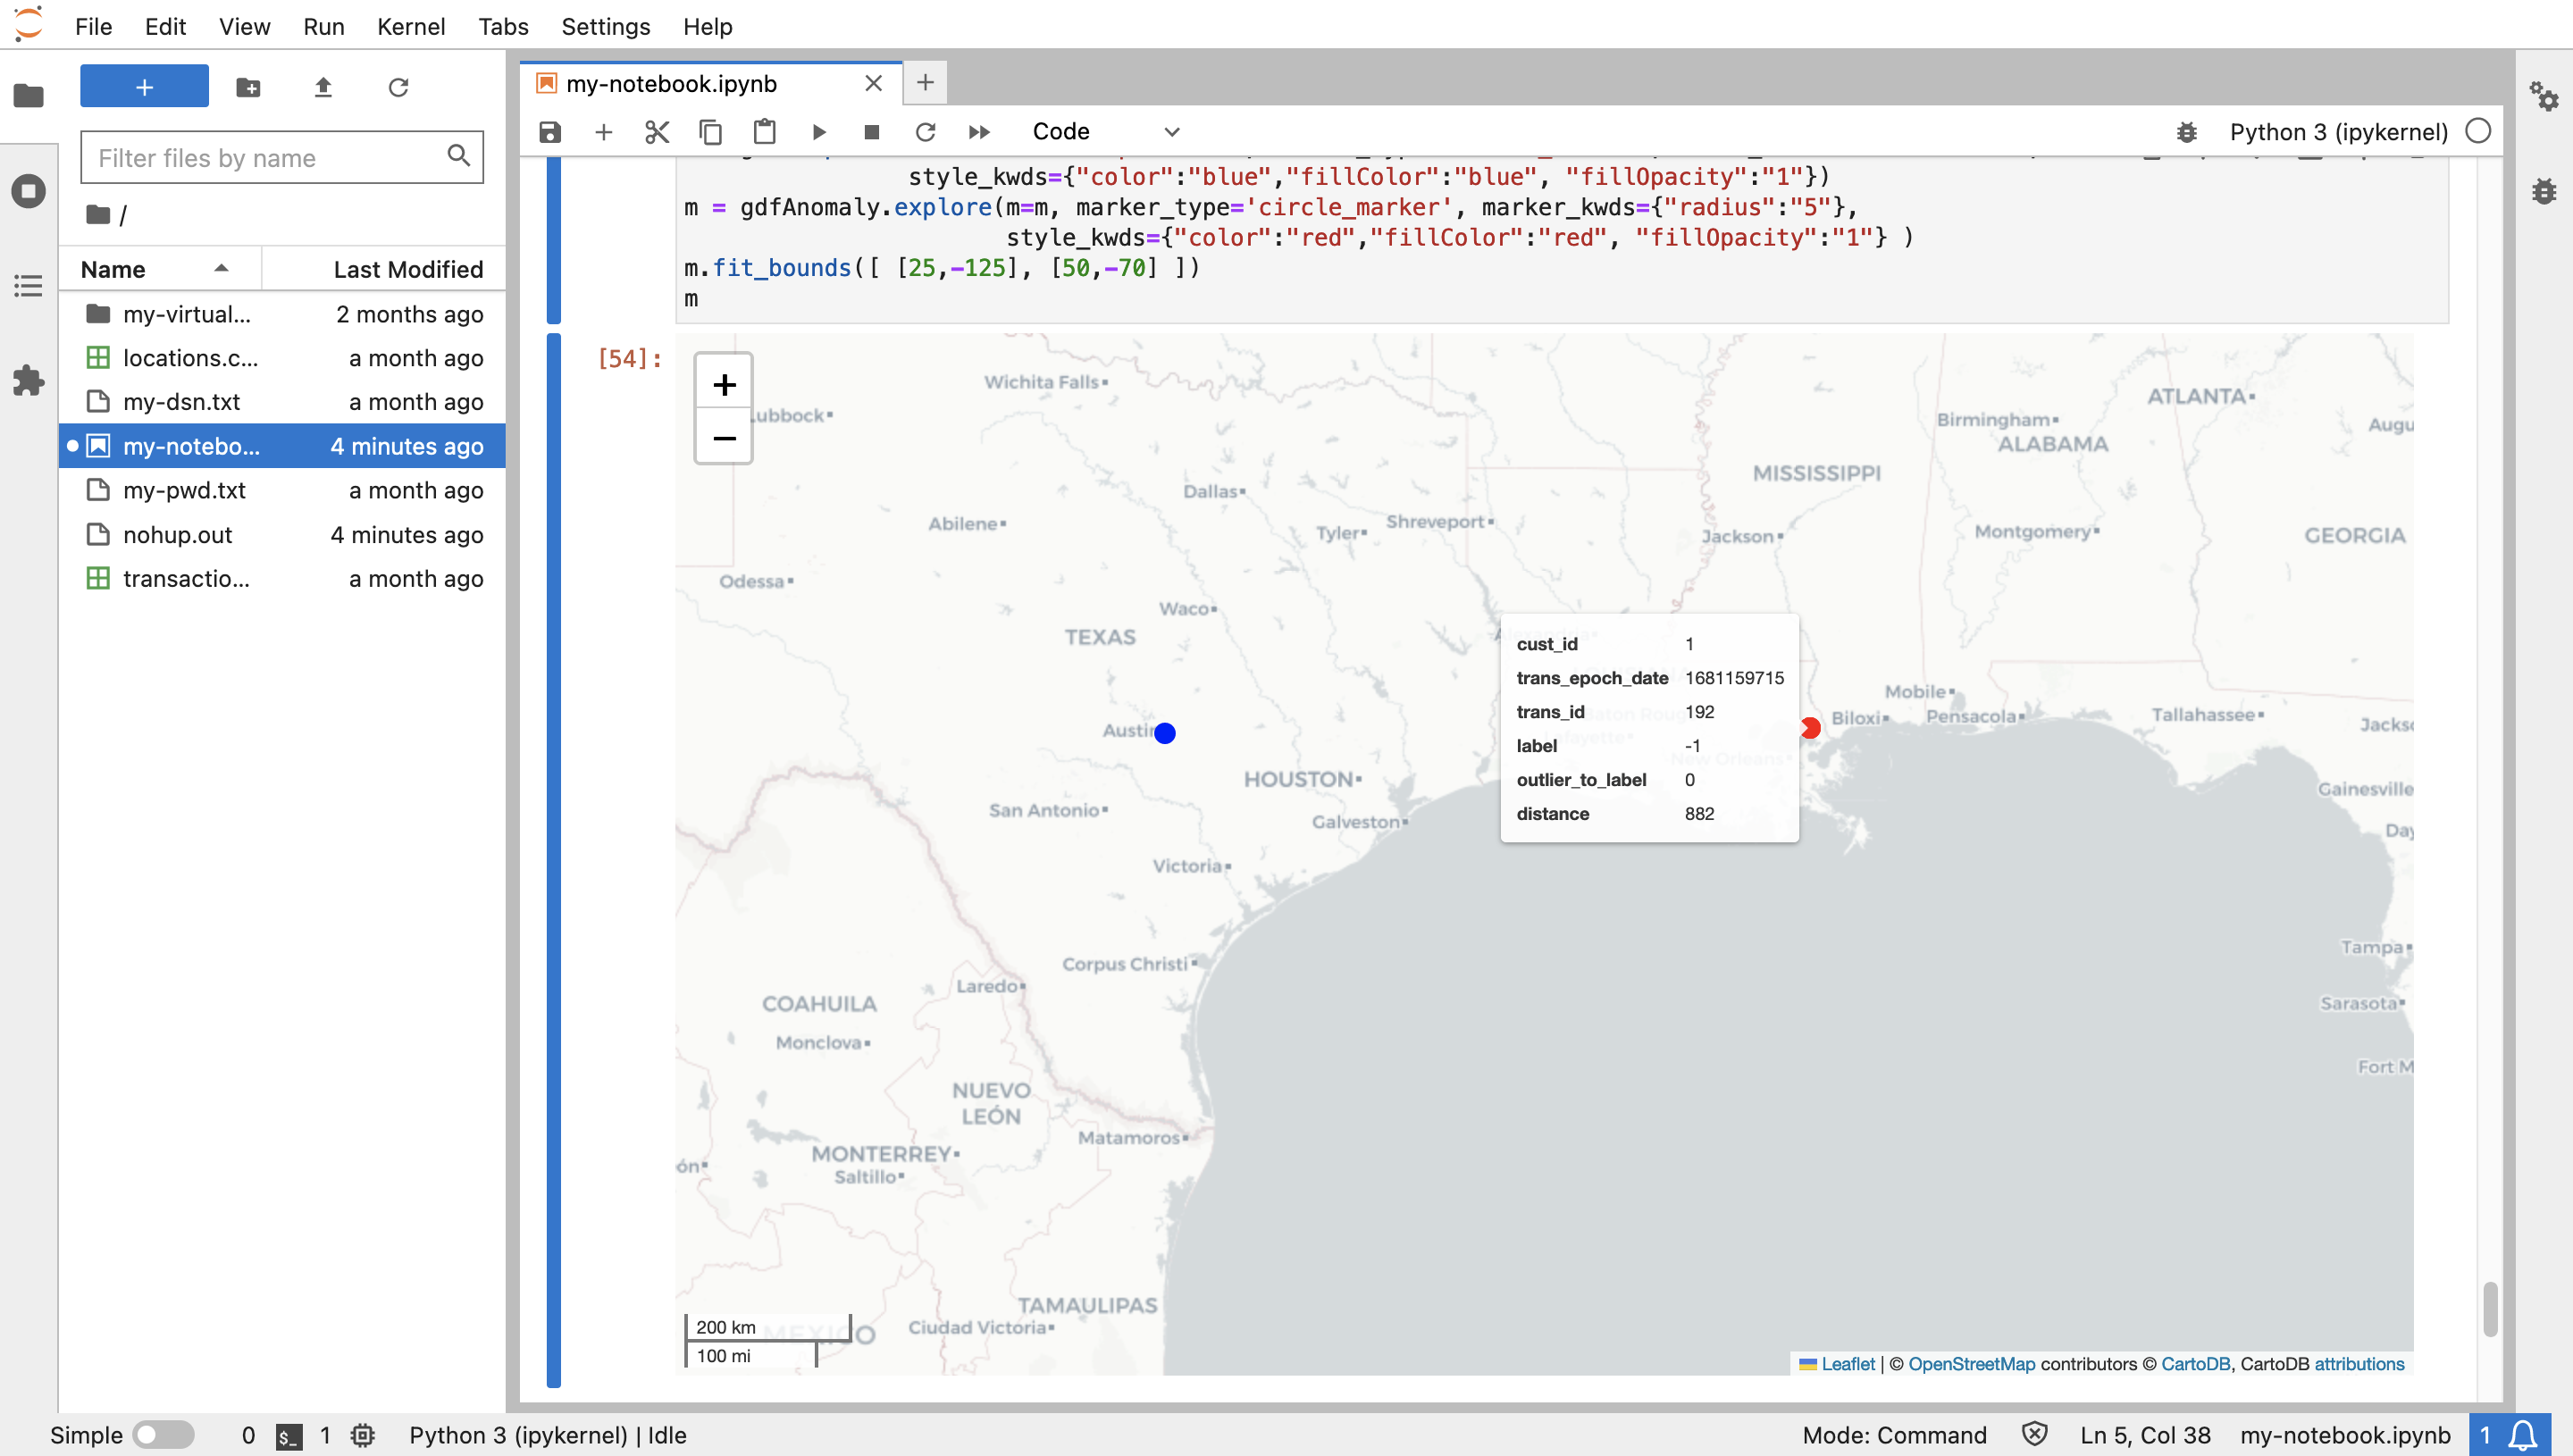 File Edit View Run Kernel Tabs Settings Help
my-notebook.ipynb
Filter files by name
/
Name Last Modified
my-virtual... 2 months ago
locations.c... a month ago
my-dsn.txt a month ago
my-notebo... 4 minutes ago
my-pwd.txt a month ago
nohup.out 4 minutes ago
transactio... a month ago
Code
Python 3 (ipykernel)
style_kwds={"color":"blue","fillColor":"blue", "fillOpacity":"1"})
m = gdfAnomaly.explore(m=m, marker_type='circle_marker', marker_kwds={"radius":"5"},
style_kwds={"color":"red","fillColor":"red", "fillOpacity":"1"} )
m.fit_bounds([ [25,-125], [50,-70] ])
m
[54]:
+
−
Wichita Falls
ubbock
ATLANTA
Birmingham
Augu
ALABAMA
MISSISSIPPI
Dallas
Abilene
Shreveport
Tyler
Jackson
Montgomery
GEORGIA
Odessa
Waco
TEXAS
cust_id 1
trans_epoch_date 1681159715
trans_id 192
label -1
outlier_to_label 0
distance 882
Mobile
Biloxi
Pensacola
Tallahassee
Jacks
Austin
HOUSTON
Gainesville
San Antonio
Galveston
Day
Victoria
Tampa
Corpus Christi
Laredo
COAHUILA
Sarasota
Monclova
Fort M
NUEVO
LEÓN
Matamoros
MONTERREY
ón
Saltillo
TAMAULIPAS
200 km
MEXICO
Ciudad Victoria
100 mi
Leaflet | © OpenStreetMap contributors © CartoDB, CartoDB attributions
Simple 0 $_ 1 Python 3 (ipykernel) | Idle
Mode: Command Ln 5, Col 38 my-notebook.ipynb 1